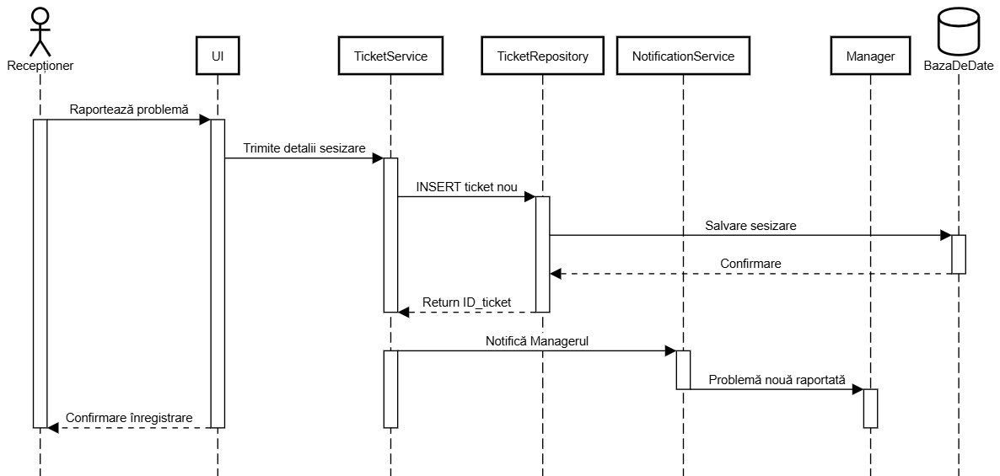 Recepționer
UI
TicketService
TicketRepository
NotificationService
Manager
BazaDeDate
Raportează problemă
Trimite detalii sesizare
INSERT ticket nou
Salvare sesizare
Confirmare
Return ID_ticket
Notifică Managerul
Problemă nouă raportată
Confirmare înregistrare